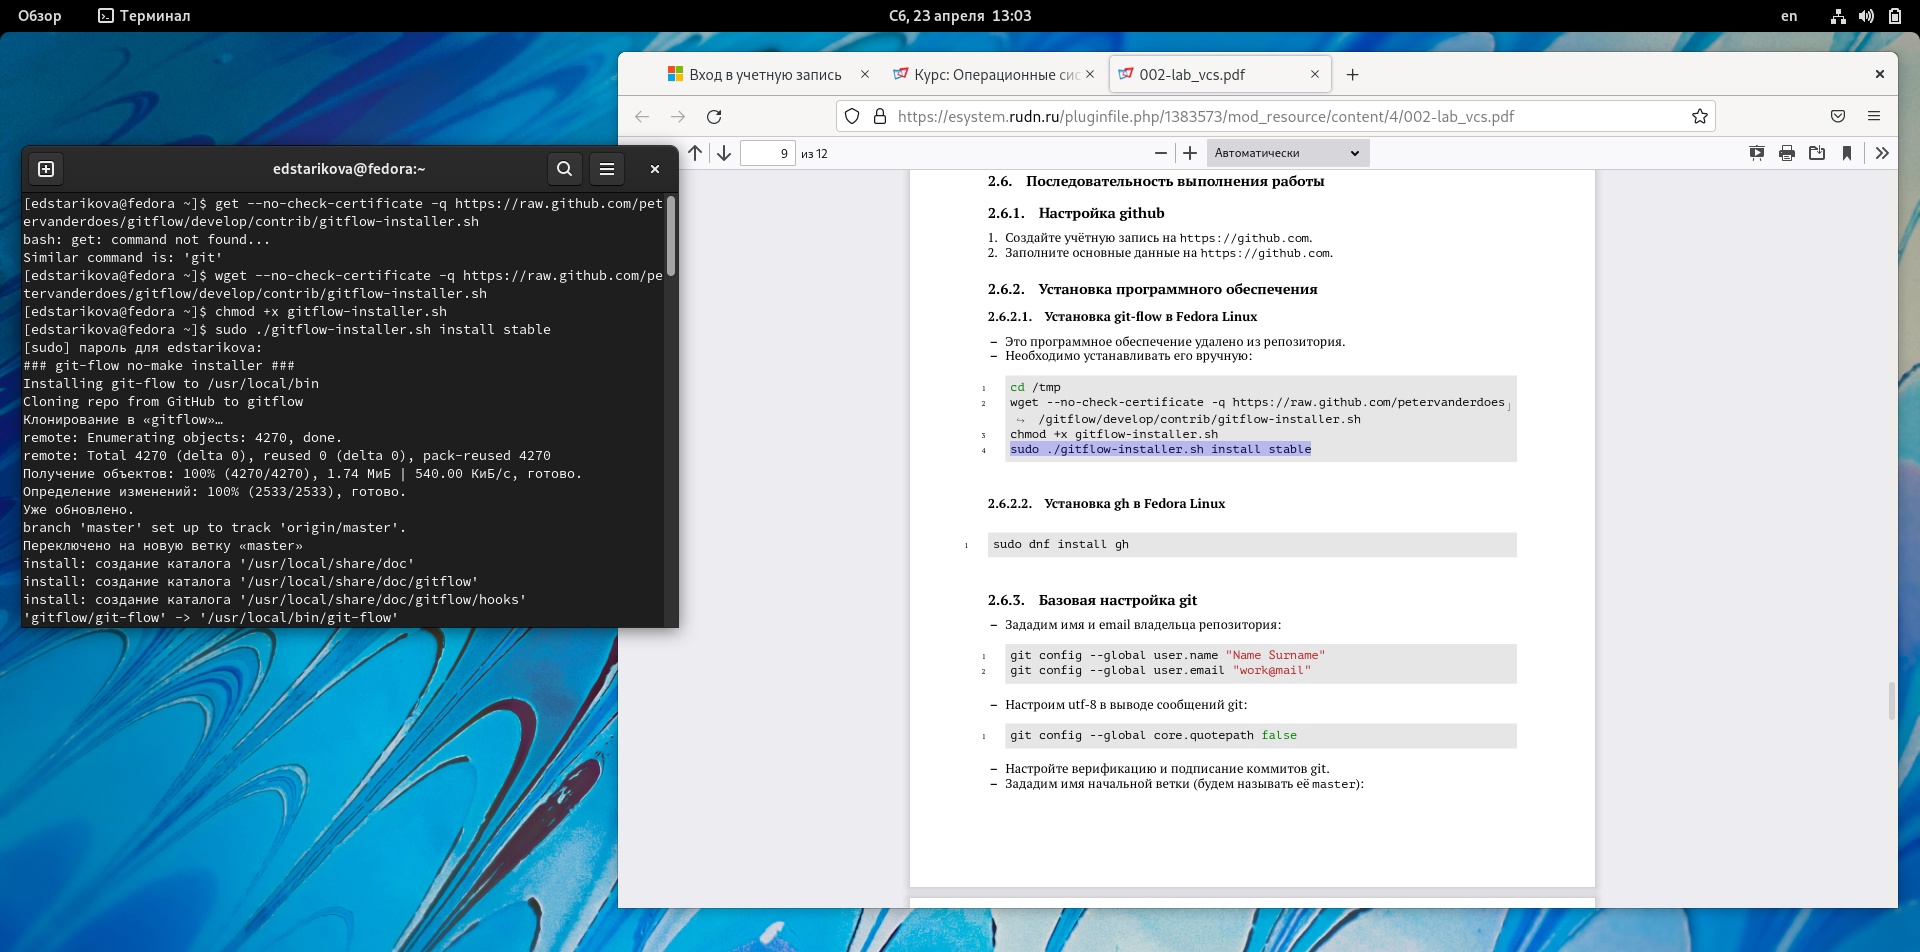 Обзор
Терминал
Сб, 23 апреля 13:03
en
Вход в учетную запись
Курс: Операционные сис
002-lab_vcs.pdf
https://esystem.rudn.ru/pluginfile.php/1383573/mod_resource/content/4/002-lab_vcs.pdf
9 из 12
Автоматически
edstarikova@fedora:~
[edstarikova@fedora ~]$ get --no-check-certificate -q https://raw.github.com/pet
ervanderdoes/gitflow/develop/contrib/gitflow-installer.sh
bash: get: command not found...
Similar command is: 'git'
[edstarikova@fedora ~]$ wget --no-check-certificate -q https://raw.github.com/pe
tervanderdoes/gitflow/develop/contrib/gitflow-installer.sh
[edstarikova@fedora ~]$ chmod +x gitflow-installer.sh
[edstarikova@fedora ~]$ sudo ./gitflow-installer.sh install stable
[sudo] пароль для edstarikova:
### git-flow no-make installer ###
Installing git-flow to /usr/local/bin
Cloning repo from GitHub to gitflow
Клонирование в «gitflow»…
remote: Enumerating objects: 4270, done.
remote: Total 4270 (delta 0), reused 0 (delta 0), pack-reused 4270
Получение объектов: 100% (4270/4270), 1.74 МиБ | 540.00 КиБ/с, готово.
Определение изменений: 100% (2533/2533), готово.
Уже обновлено.
branch 'master' set up to track 'origin/master'.
Переключено на новую ветку «master»
install: создание каталога '/usr/local/share/doc'
install: создание каталога '/usr/local/share/doc/gitflow'
install: создание каталога '/usr/local/share/doc/gitflow/hooks'
'gitflow/git-flow' -> '/usr/local/bin/git-flow'
2.6. Последовательность выполнения работы
2.6.1. Настройка github
1. Создайте учётную запись на https://github.com.
2. Заполните основные данные на https://github.com.
2.6.2. Установка программного обеспечения
2.6.2.1. Установка git-flow в Fedora Linux
– Это программное обеспечение удалено из репозитория.
– Необходимо устанавливать его вручную:
1 cd /tmp
2 wget --no-check-certificate -q https://raw.github.com/petervanderdoes
↪ /gitflow/develop/contrib/gitflow-installer.sh
3 chmod +x gitflow-installer.sh
4 sudo ./gitflow-installer.sh install stable
2.6.2.2. Установка gh в Fedora Linux
1 sudo dnf install gh
2.6.3. Базовая настройка git
– Зададим имя и email владельца репозитория:
1 git config --global user.name "Name Surname"
2 git config --global user.email "work@mail"
– Настроим utf-8 в выводе сообщений git:
1 git config --global core.quotepath false
– Настройте верификацию и подписание коммитов git.
– Зададим имя начальной ветки (будем называть её master):